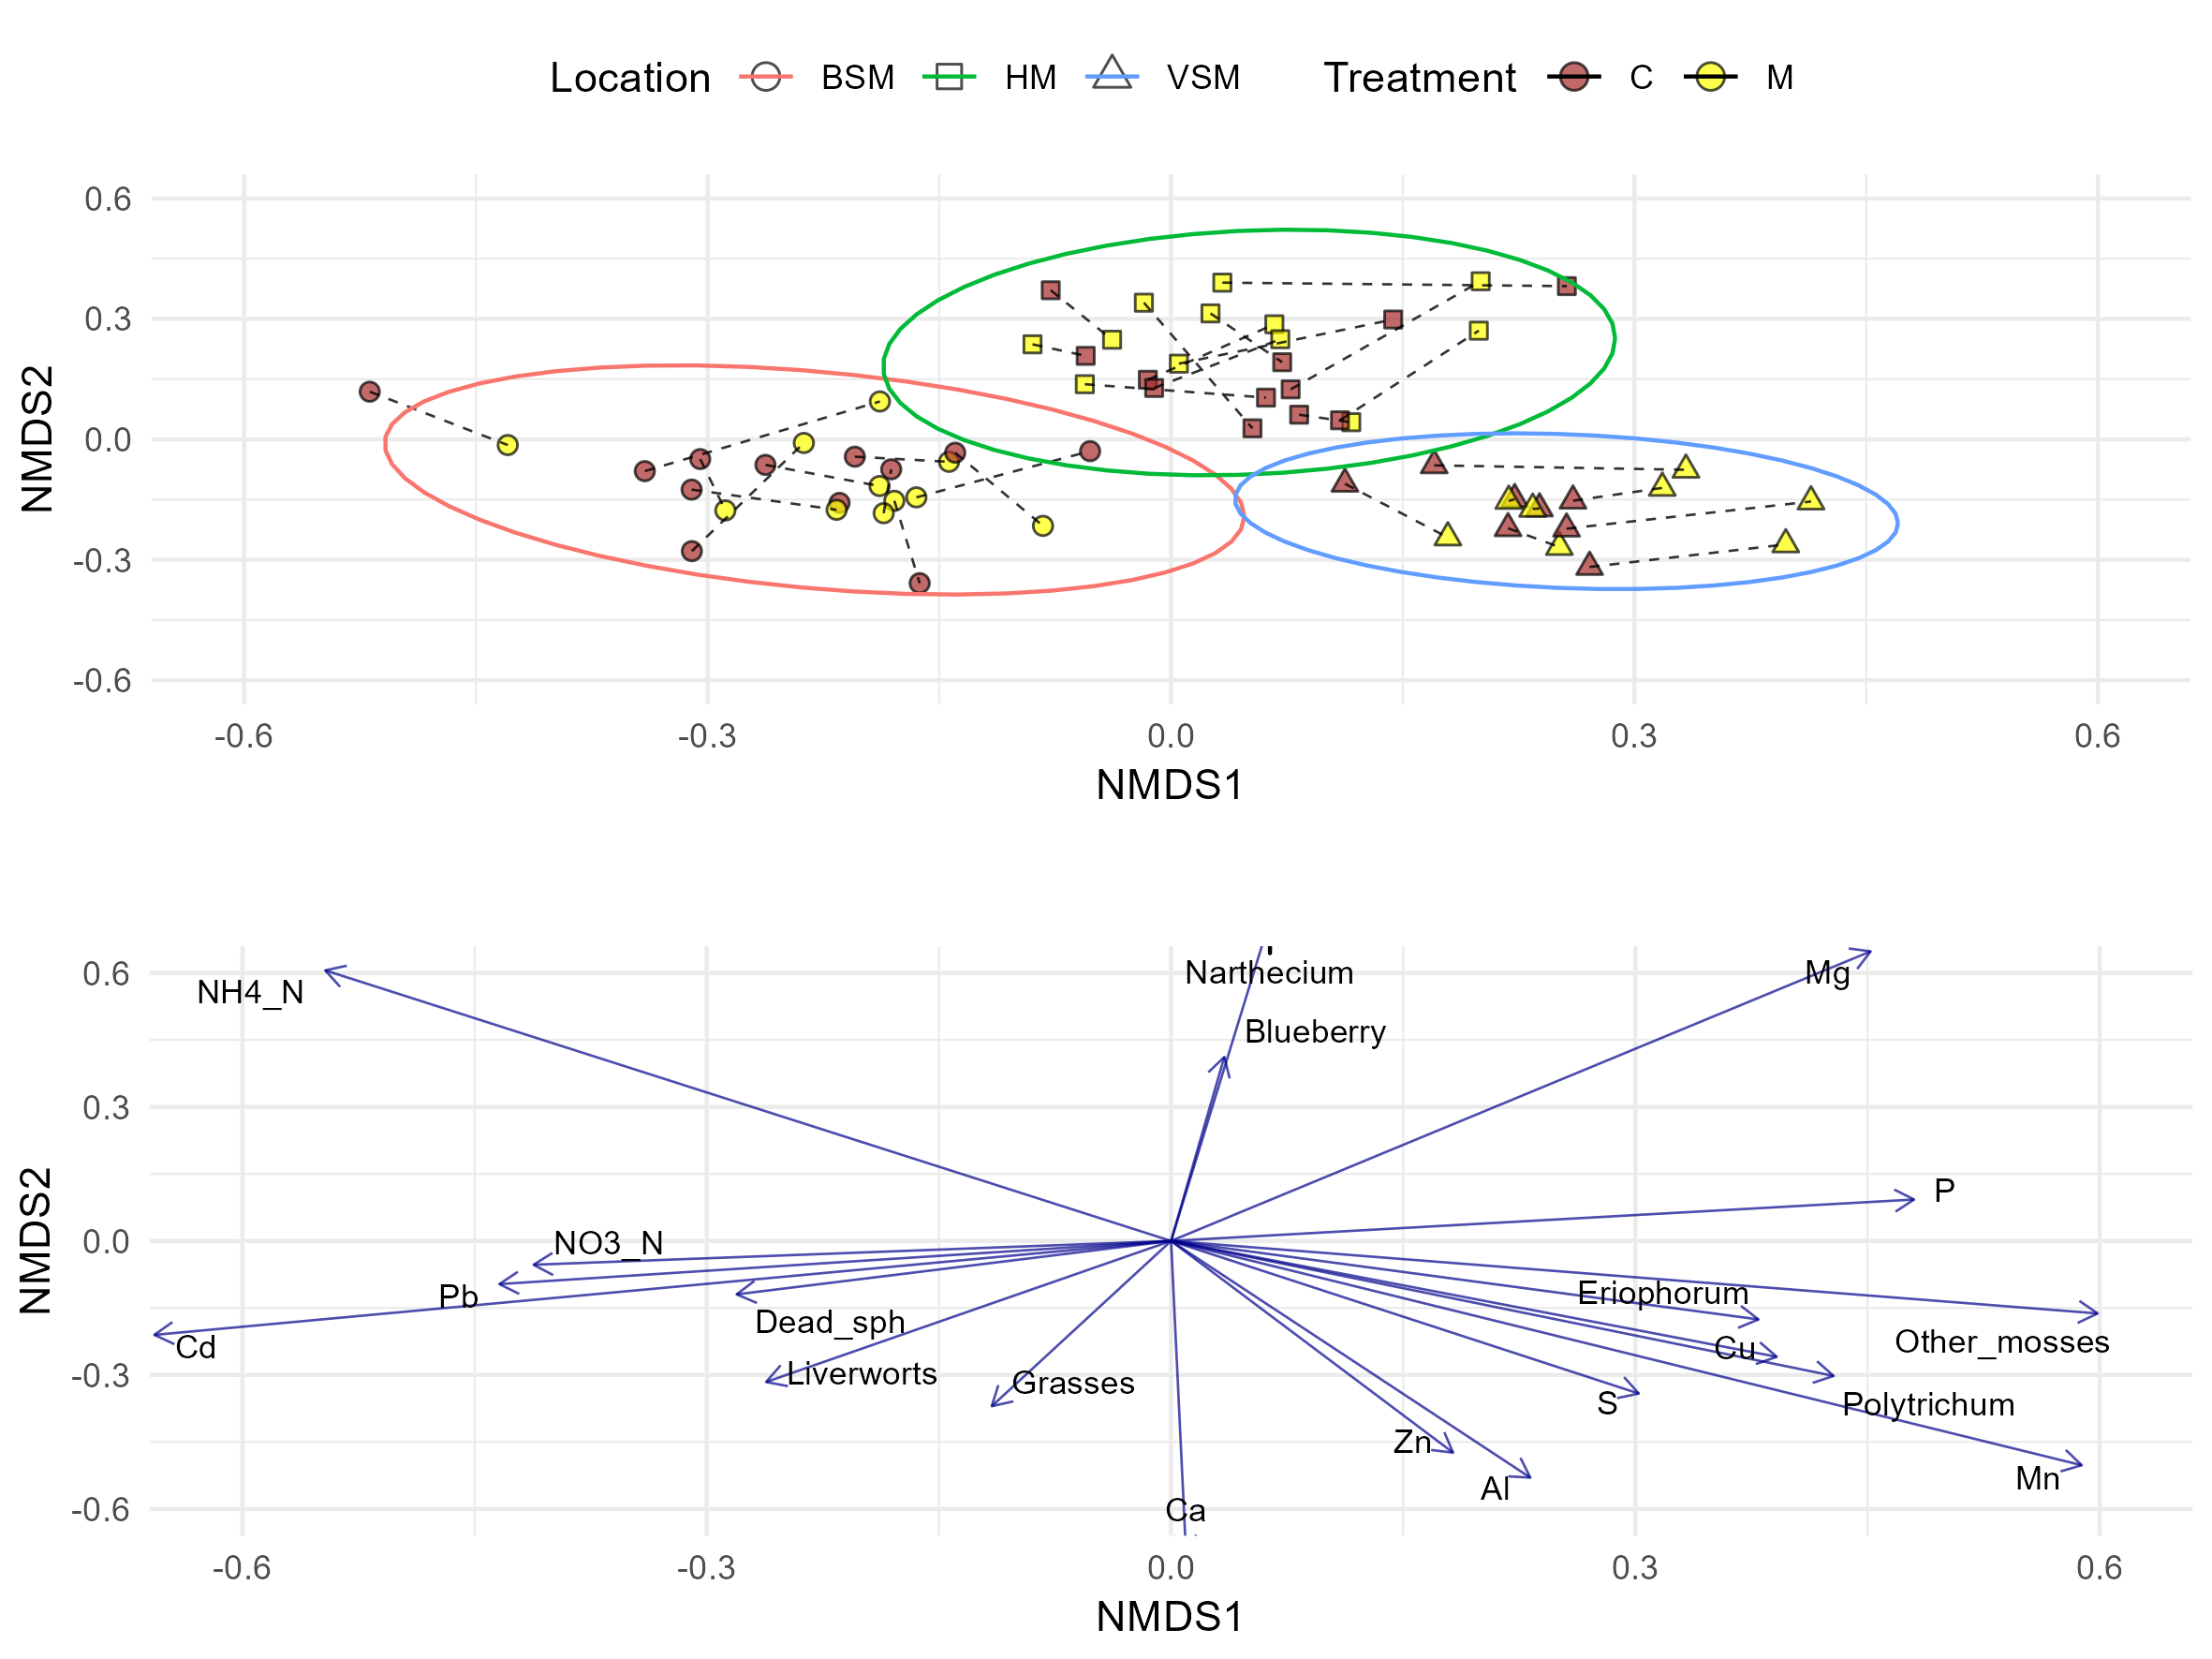 Location BSM HM VSM Treatment C M
0.6
0.3
0.0
-0.3
-0.6
NMDS2
-0.6 -0.3 0.0 0.3 0.6
NMDS1
0.6
0.3
0.0
-0.3
-0.6
NMDS2
NH4_N
Narthecium
Mg
Blueberry
P
NO3_N
Pb
Eriophorum
Dead_sph
Cd
Cu
Other_mosses
Liverworts
Grasses
S
Polytrichum
Zn
Al
Mn
Ca
-0.6 -0.3 0.0 0.3 0.6
NMDS1